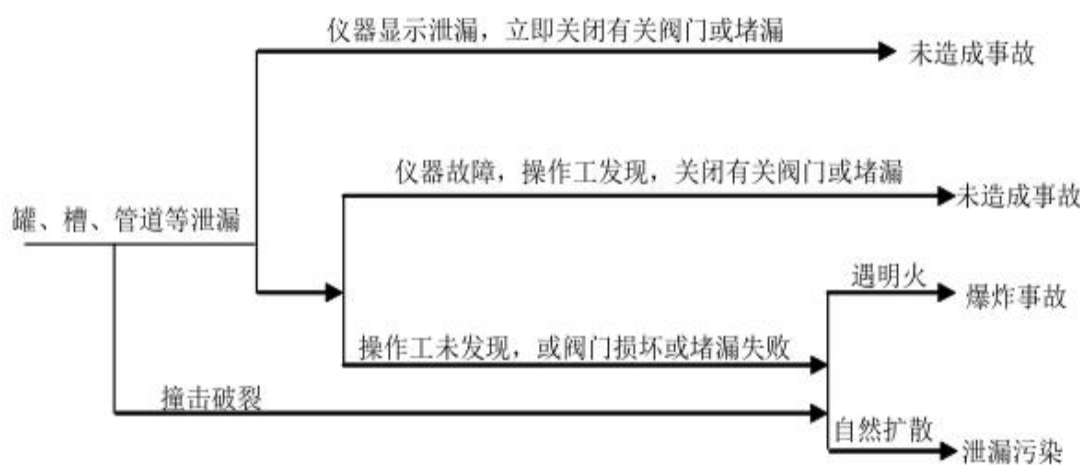 仪器显示泄漏，立即关闭有关阀门或堵漏
未造成事故
仪器故障，操作工发现，关闭有关阀门或堵漏
未造成事故
罐、槽、管道等泄漏
遇明火
爆炸事故
操作工未发现，或阀门损坏或堵漏失败
撞击破裂
自然扩散
泄漏污染